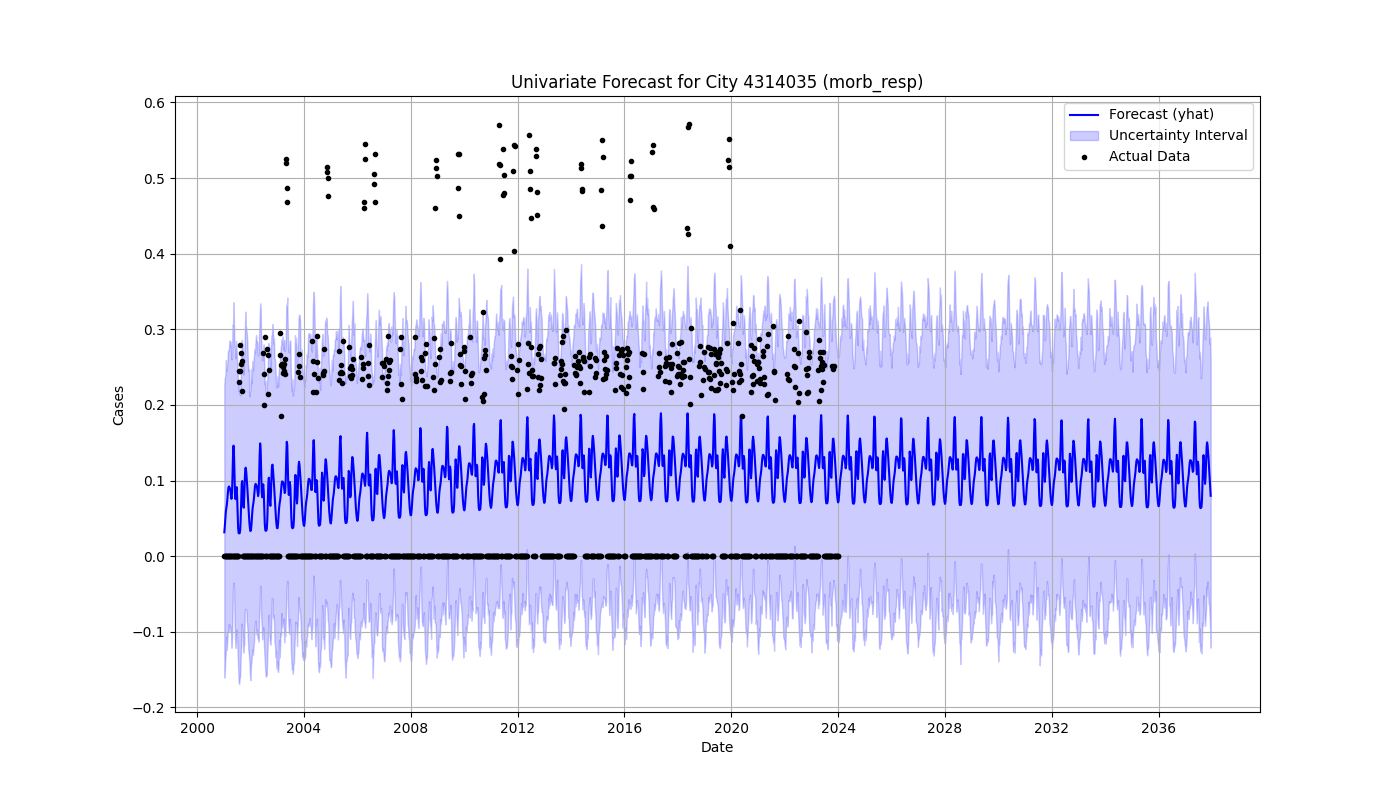 Univariate Forecast for City 4314035 (morb_resp)
Forecast (yhat)
Uncertainty Interval
Actual Data
Cases
0.6
0.5
0.4
0.3
0.2
0.1
0.0
−0.1
−0.2
2000 2004 2008 2012 2016 2020 2024 2028 2032 2036
Date